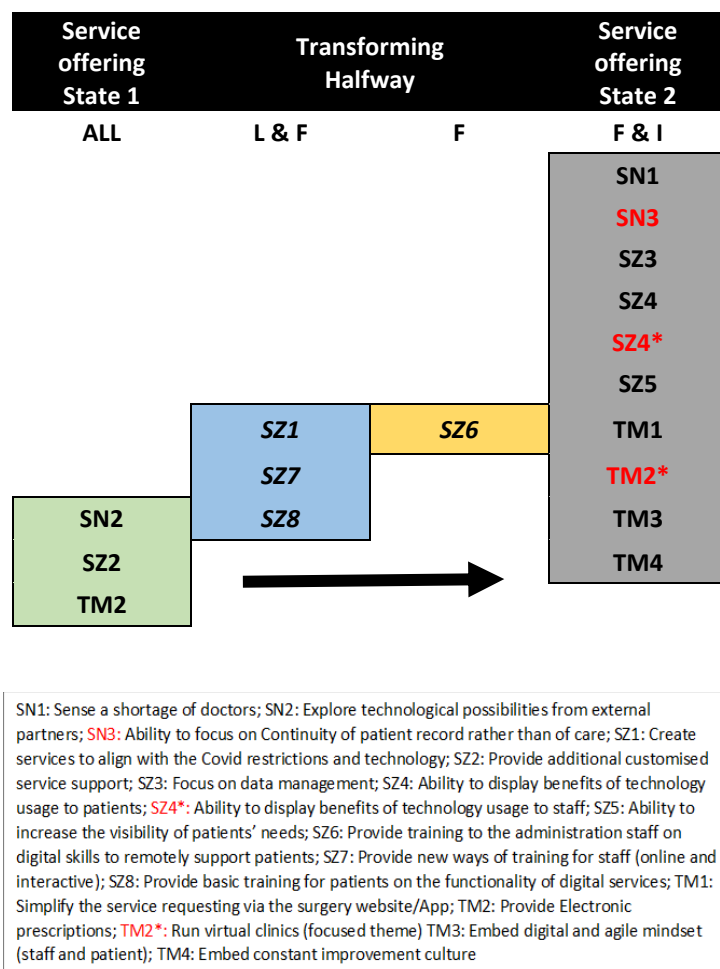 Service offering State 1
Transforming Halfway
Service offering State 2
ALL
L & F
F
F & I
SN1
SN3
SZ3
SZ4
SZ4*
SZ5
SZ1
SZ6
TM1
SZ7
TM2*
SN2
SZ8
TM3
SZ2
TM4
TM2
SN1: Sense a shortage of doctors; SN2: Explore technological possibilities from external
partners; SN3: Ability to focus on Continuity of patient record rather than of care; SZ1: Create
services to align with the Covid restrictions and technology; SZ2: Provide additional customised
service support; SZ3: Focus on data management; SZ4: Ability to display benefits of technology
usage to patients; SZ4*: Ability to display benefits of technology usage to staff; SZ5: Ability to
increase the visibility of patients' needs; SZ6: Provide training to the administration staff on
digital skills to remotely support patients; SZ7: Provide new ways of training for staff (online and
interactive); SZ8: Provide basic training for patients on the functionality of digital services; TM1:
Simplify the service requesting via the surgery website/App; TM2: Provide Electronic
prescriptions; TM2*: Run virtual clinics (focused theme) TM3: Embed digital and agile mindset
(staff and patient); TM4: Embed constant improvement culture